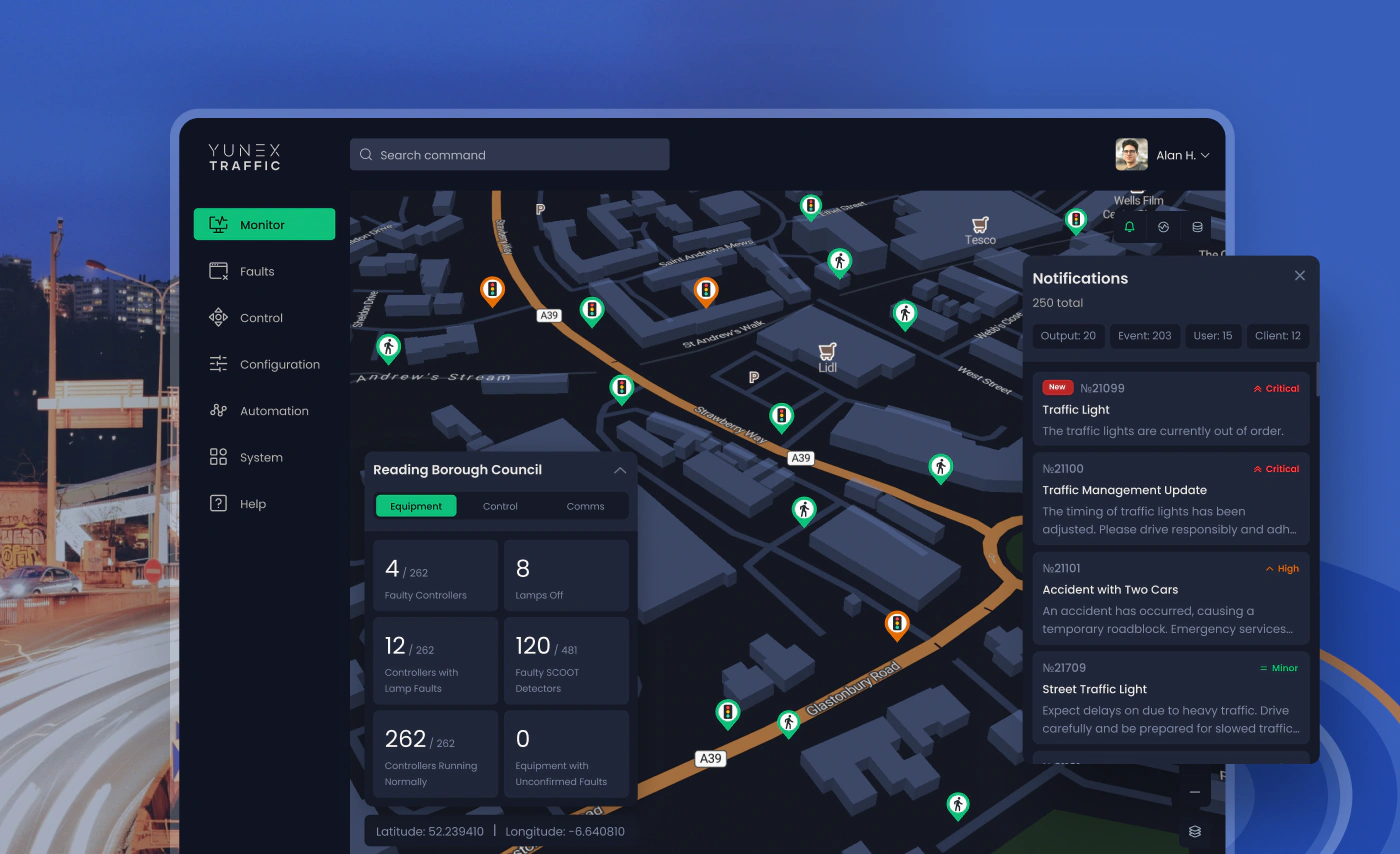 YUNEX
TRAFFIC
Search command
Alan H.
Monitor
Faults
Control
Configuration
Automation
System
Help
P
Wells Film
Tesco
Saint Andrew's Mews
Sheldon Drive
A39
St Andrew's Walk
Webb's Close
Lidl
Andrew's Stream
P
West Street
Strawberry Way
A39
Glastonbury Road
A39
Reading Borough Council
Equipment
Control
Comms
4 / 262
Faulty Controllers
8
Lamps Off
12 / 262
Controllers with
Lamp Faults
120 / 481
Faulty SCOOT
Detectors
262 / 262
Controllers Running
Normally
0
Equipment with
Unconfirmed Faults
Latitude: 52.239410 | Longitude: -6.640810
Notifications
250 total
Output: 20
Event: 203
User: 15
Client: 12
New №21099 Critical
Traffic Light
The traffic lights are currently out of order.
№21100 Critical
Traffic Management Update
The timing of traffic lights has been
adjusted. Please drive responsibly and adh...
№21101 High
Accident with Two Cars
An accident has occurred, causing a
temporary roadblock. Emergency services...
№21709 Minor
Street Traffic Light
Expect delays on due to heavy traffic. Drive
carefully and be prepared for slowed traffic...